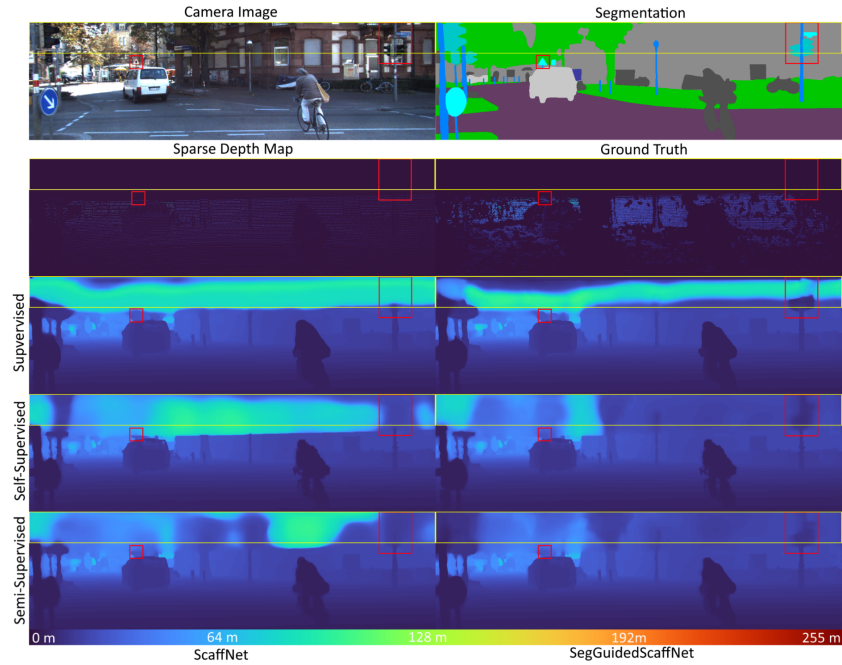 Camera Image
Segmentation
Sparse Depth Map
Ground Truth
Supvervised
Self-Supervised
Semi-Supervised
0 m
64 m
128 m
192m
255 m
ScaffNet
SegGuidedScaffNet